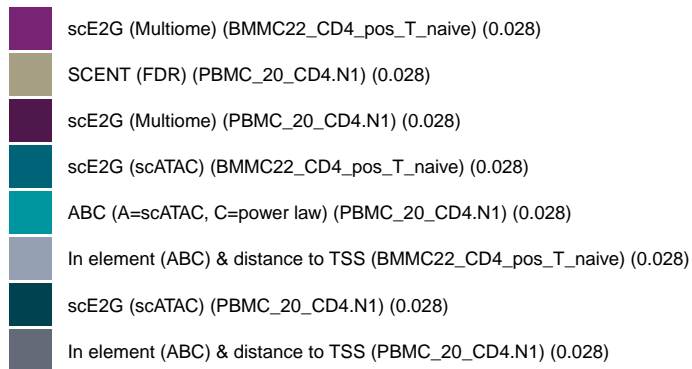 scE2G (Multiome) (BMMC22_CD4_pos_T_naive) (0.028)
SCENT (FDR) (PBMC_20_CD4.N1) (0.028)
scE2G (Multiome) (PBMC_20_CD4.N1) (0.028)
scE2G (scATAC) (BMMC22_CD4_pos_T_naive) (0.028)
ABC (A=scATAC, C=power law) (PBMC_20_CD4.N1) (0.028)
In element (ABC) & distance to TSS (BMMC22_CD4_pos_T_naive) (0.028)
scE2G (scATAC) (PBMC_20_CD4.N1) (0.028)
In element (ABC) & distance to TSS (PBMC_20_CD4.N1) (0.028)